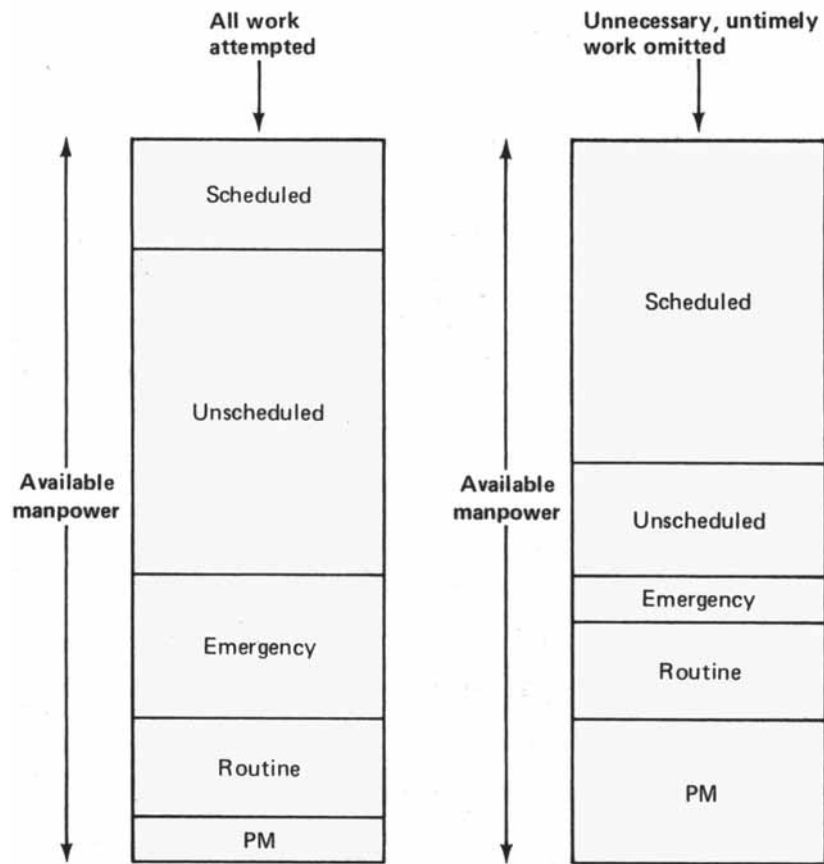 All work
attempted
Scheduled
Unscheduled
Available
manpower
Emergency
Routine
PM
Unnecessary, untimely
work omitted
Scheduled
Available
manpower
Unscheduled
Emergency
Routine
PM